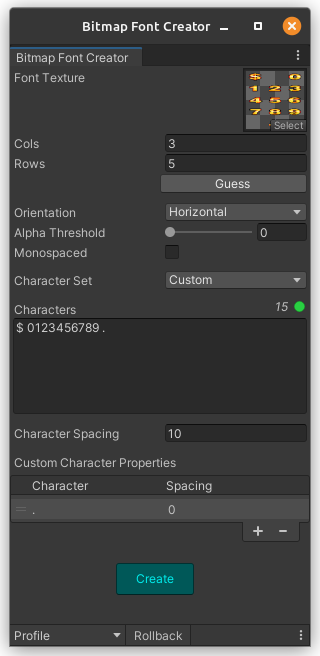 Bitmap Font Creator
Bitmap Font Creator
Font Texture
$ 0
1 2 3
4 5 6
7 8 9
Select
Cols 3
Rows 5
Guess
Orientation Horizontal
Alpha Threshold 0
Monospaced
Character Set Custom
Characters 15
$ 0123456789 .
Character Spacing 10
Custom Character Properties
Character Spacing
. 0
+ −
Create
Profile Rollback